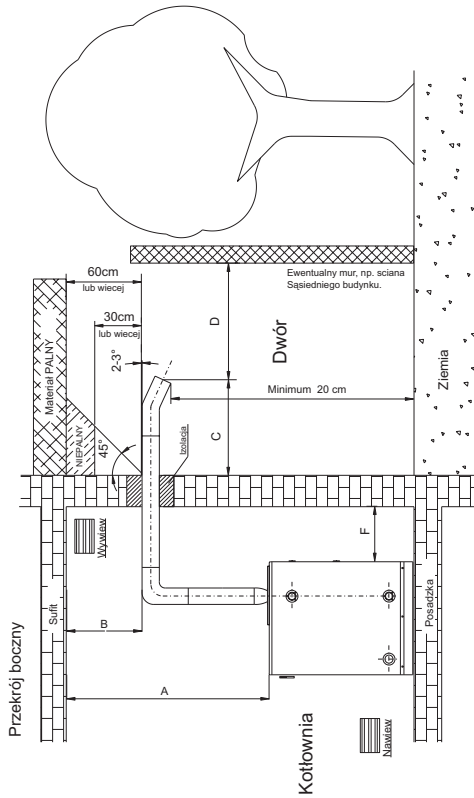 Przekrój boczny
Materiał PALNY
60cm
lub wiecej
NIEPALNY
30cm
lub wiecej
45°
2-3°
Sufit
Wywiew
Izolacja
B
A
C
D
F
Ewentualny mur, np. sciana
Sąsiedniego budynku.
Dwór
Minimum 20 cm
Kotłownia
Nawiew
Posadzka
Ziemia